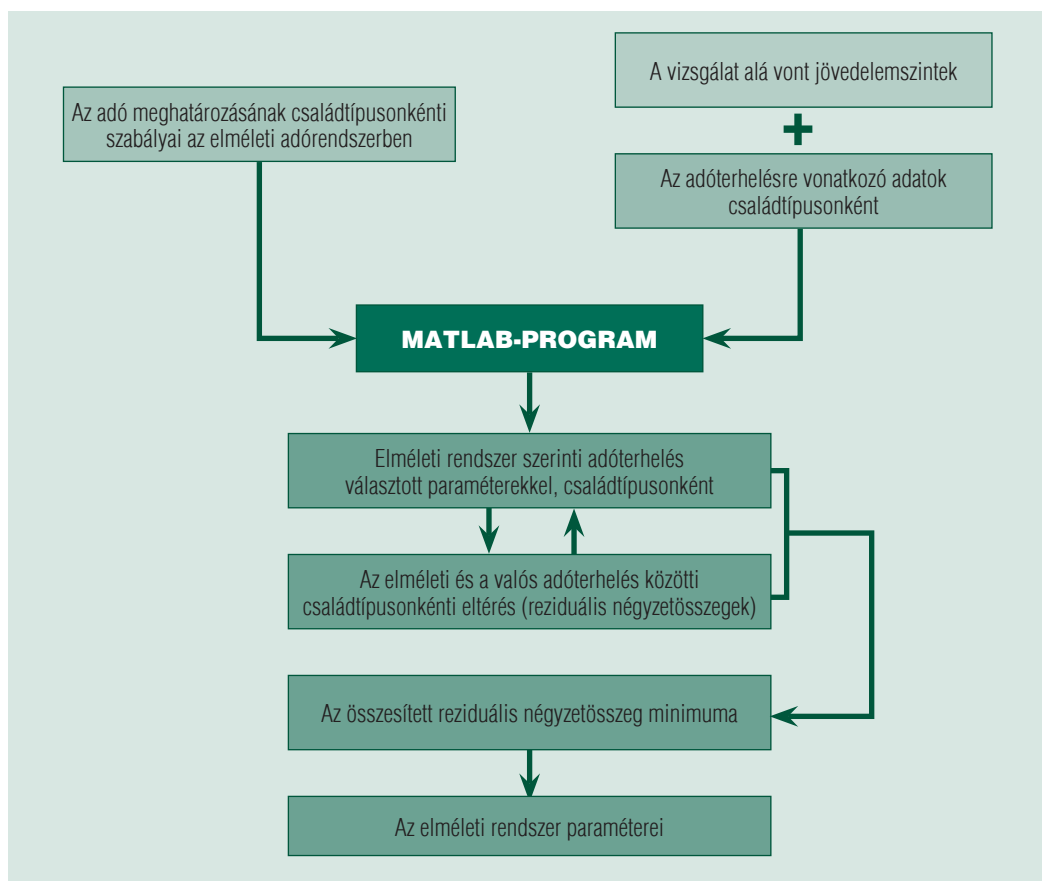 A vizsgálat alá vont jövedelemszintek
Az adó meghatározásának családtípusonkénti
szabályai az elméleti adórendszerben
+
Az adóterhelésre vonatkozó adatok
családtípusonként
MATLAB-PROGRAM
Elméleti rendszer szerinti adóterhelés
választott paraméterekkel, családtípusonként
Az elméleti és a valós adóterhelés közötti
családtípusonkénti eltérés (reziduális négyzetösszegek)
Az összesített reziduális négyzetösszeg minimuma
Az elméleti rendszer paraméterei